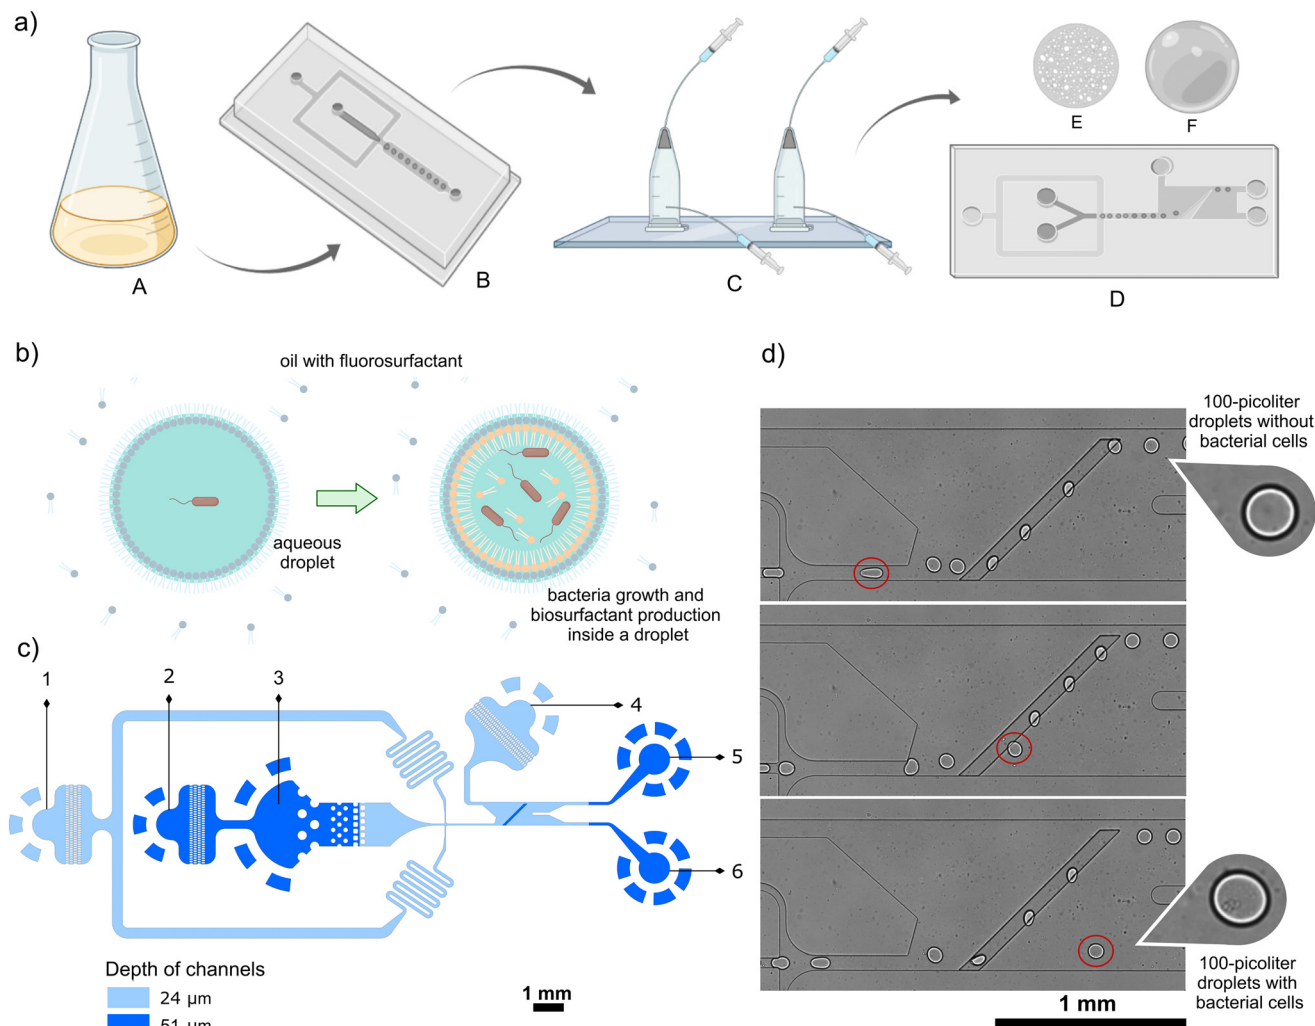 a)
A
B
C
E
F
D
b)
oil with fluorosurfactant
aqueous
droplet
bacteria growth and
biosurfactant production
inside a droplet
c)
1
2
3
4
5
6
Depth of channels
24 μm
51 μm
1 mm
d)
100-picoliter
droplets without
bacterial cells
100-picoliter
droplets with
bacterial cells
1 mm